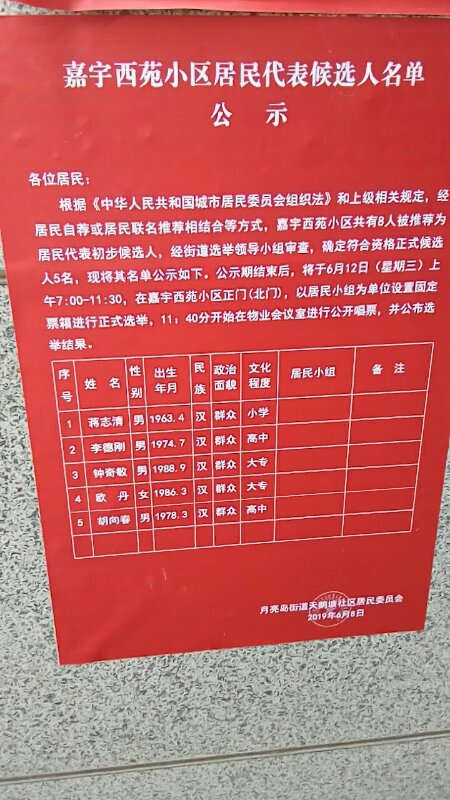 嘉宇西苑小区居民代表候选人名单
公 示
各位居民：
根据《中华人民共和国城市居民委员会组织法》和上级相关规定，经
居民自荐或居民联名推荐相结合等方式，嘉宇西苑小区共有8人被推荐为
居民代表初步候选人，经街道选举领导小组审查，确定符合资格正式候选
人5名，现将其名单公示如下。公示期结束后，将于6月12日（星期三）上
午7:00-11:30，在嘉宇西苑小区正门(北门)，以居民小组为单位设置固定
票箱进行正式选举，11：40分开始在物业会议室进行公开唱票，并公布选
举结果。
序号 姓 名 性别 出生年月 民族 政治面貌 文化程度 居民小组 备 注
1 蒋志清 男 1963.4 汉 群众 小学
2 李德刚 男 1974.7 汉 群众 高中
3 钟奇敏 男 1988.9 汉 群众 大专
4 欧 丹 女 1986.3 汉 群众 大专
5 胡向春 男 1978.3 汉 群众 高中
月亮岛街道天鹅塘社区居民委员会
2019年6月8日